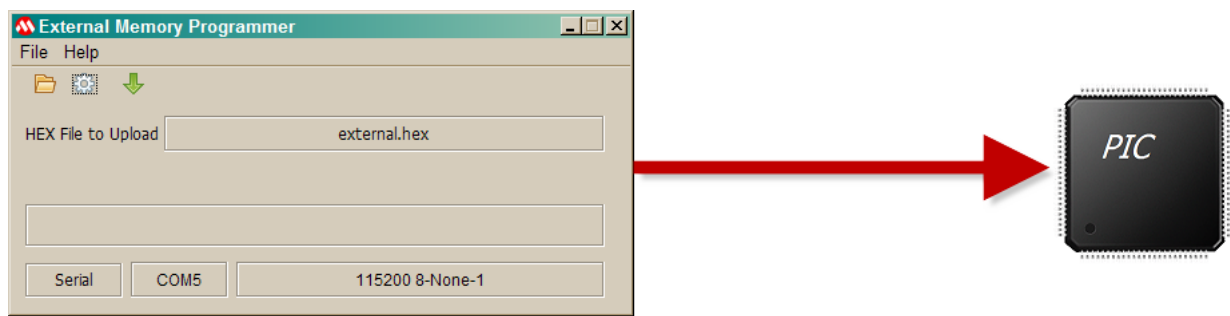 External Memory Programmer
File Help
HEX File to Upload external.hex
PIC
Serial COM5 115200 8-None-1